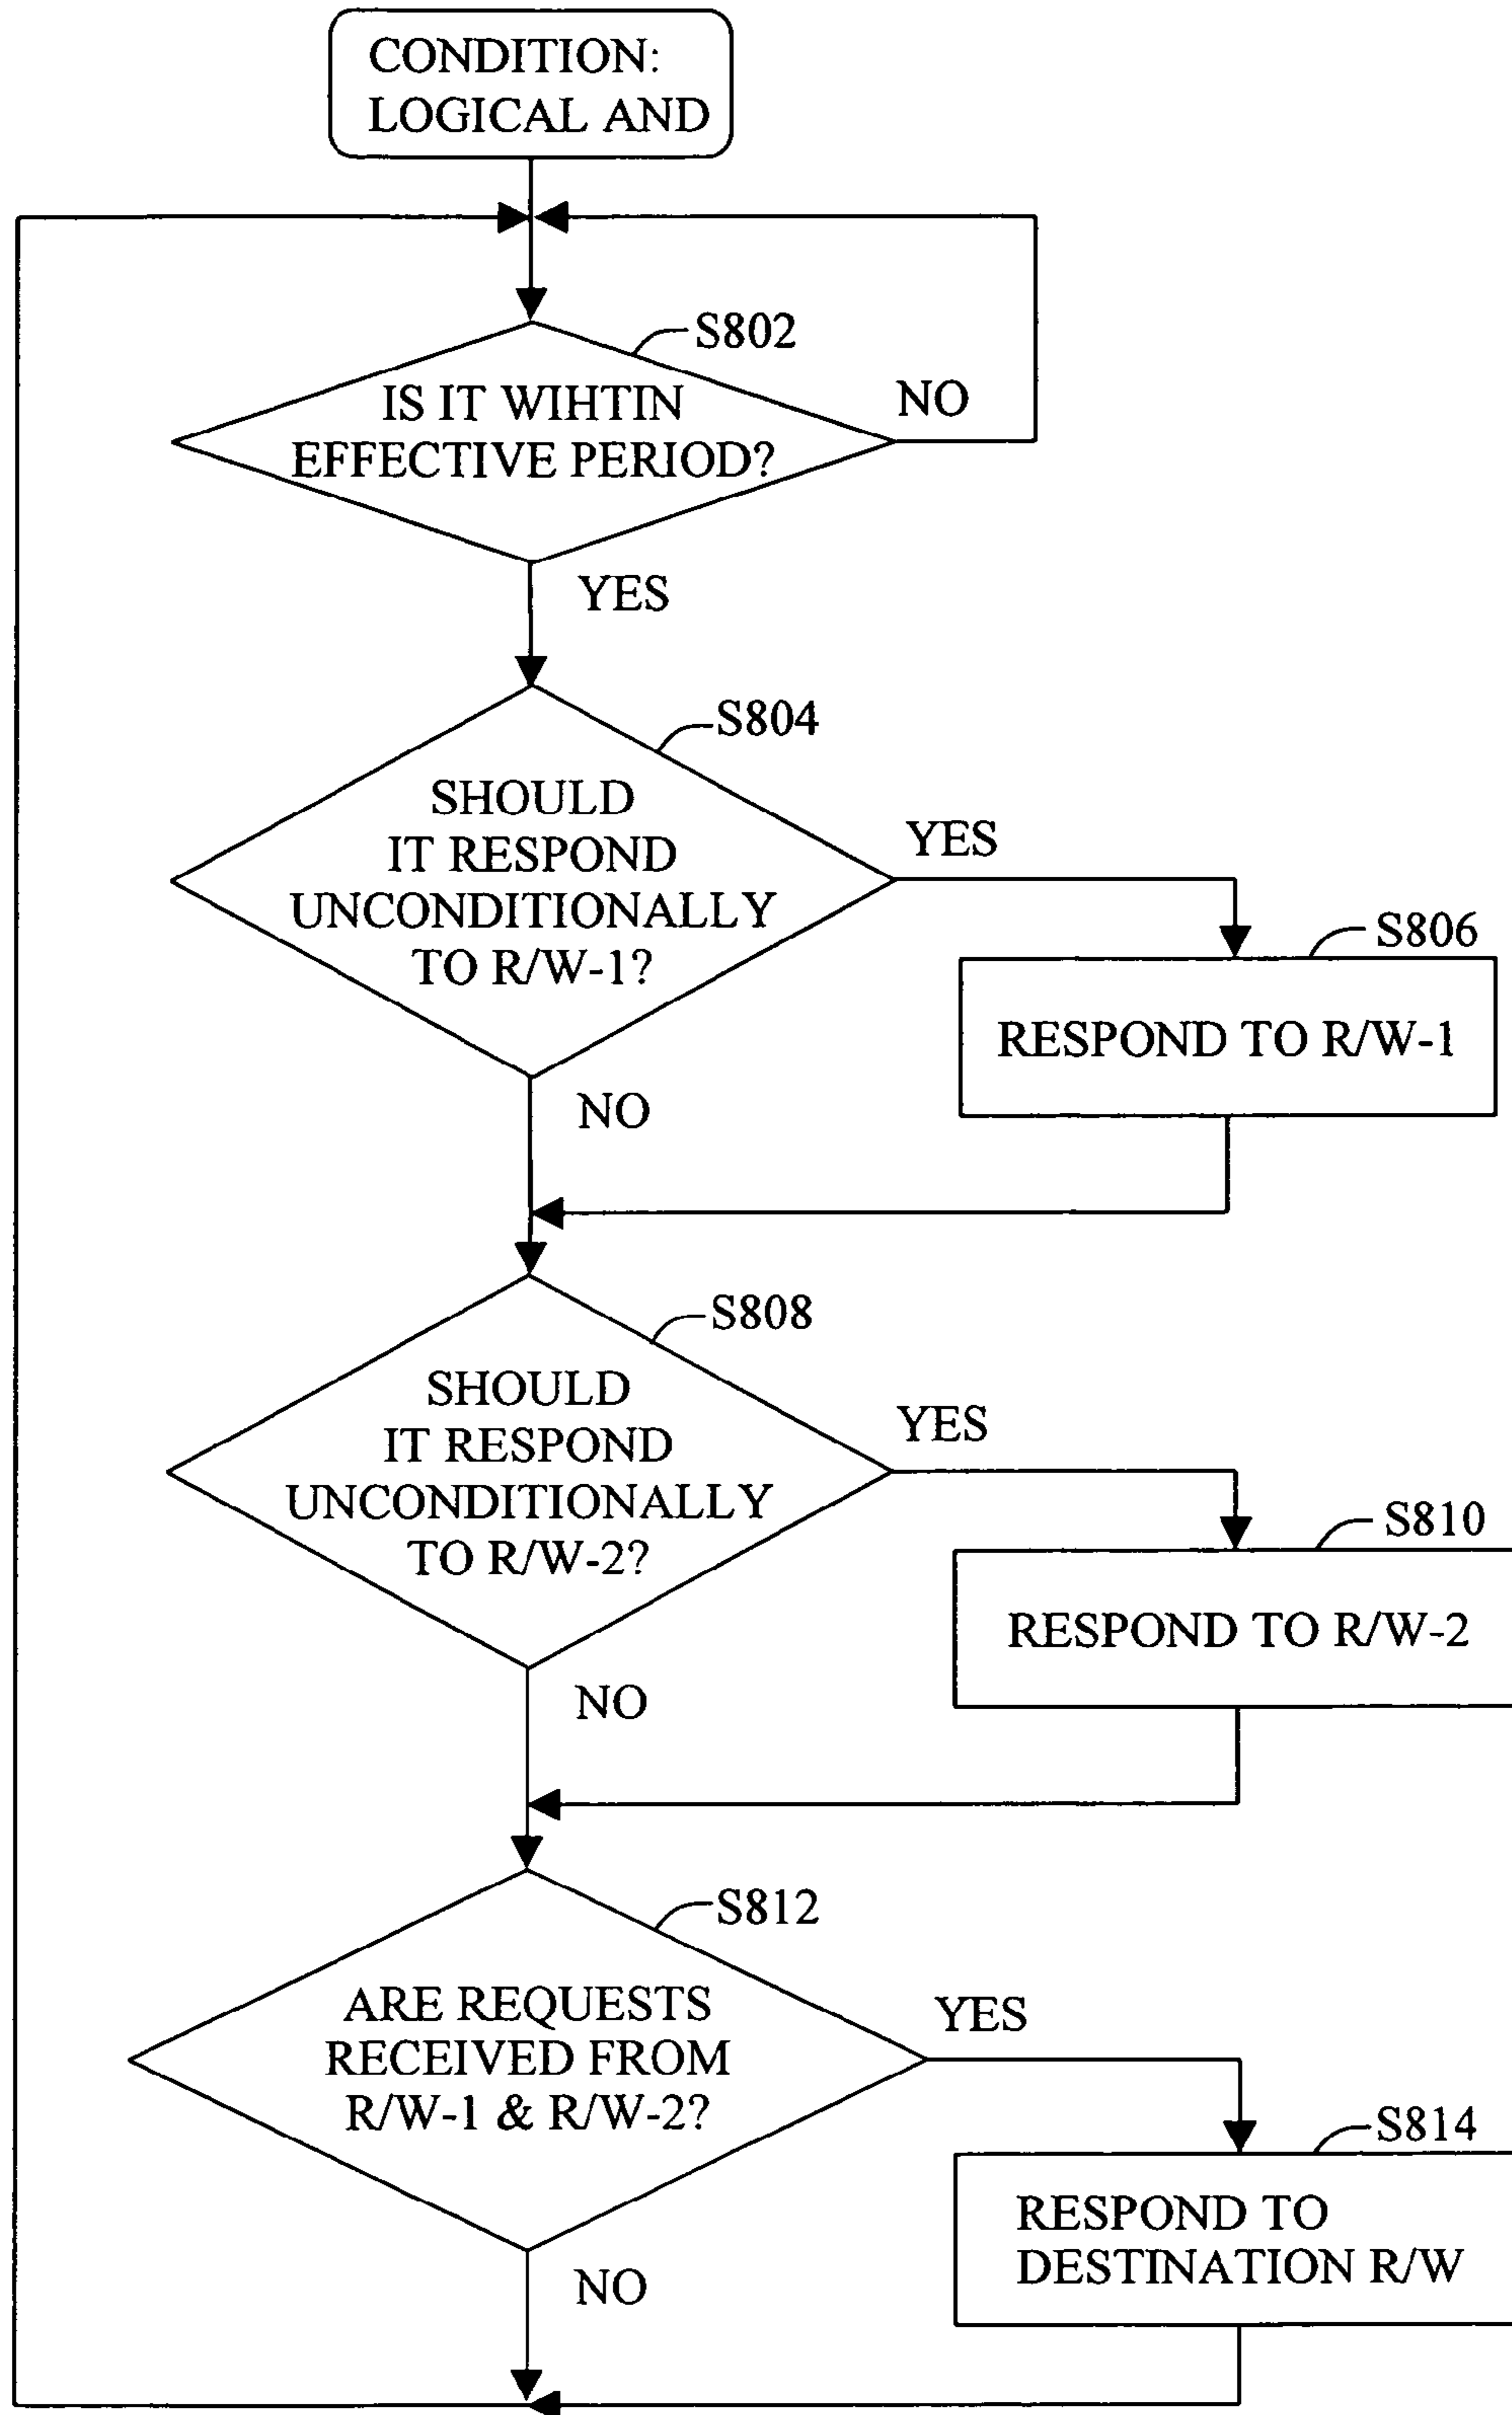 CONDITION:
LOGICAL AND
S802
IS IT WIHTIN
EFFECTIVE PERIOD?
NO
YES
S804
SHOULD
IT RESPOND
UNCONDITIONALLY
TO R/W-1?
YES
S806
RESPOND TO R/W-1
NO
S808
SHOULD
IT RESPOND
UNCONDITIONALLY
TO R/W-2?
YES
S810
RESPOND TO R/W-2
NO
S812
ARE REQUESTS
RECEIVED FROM
R/W-1 & R/W-2?
YES
S814
RESPOND TO
DESTINATION R/W
NO